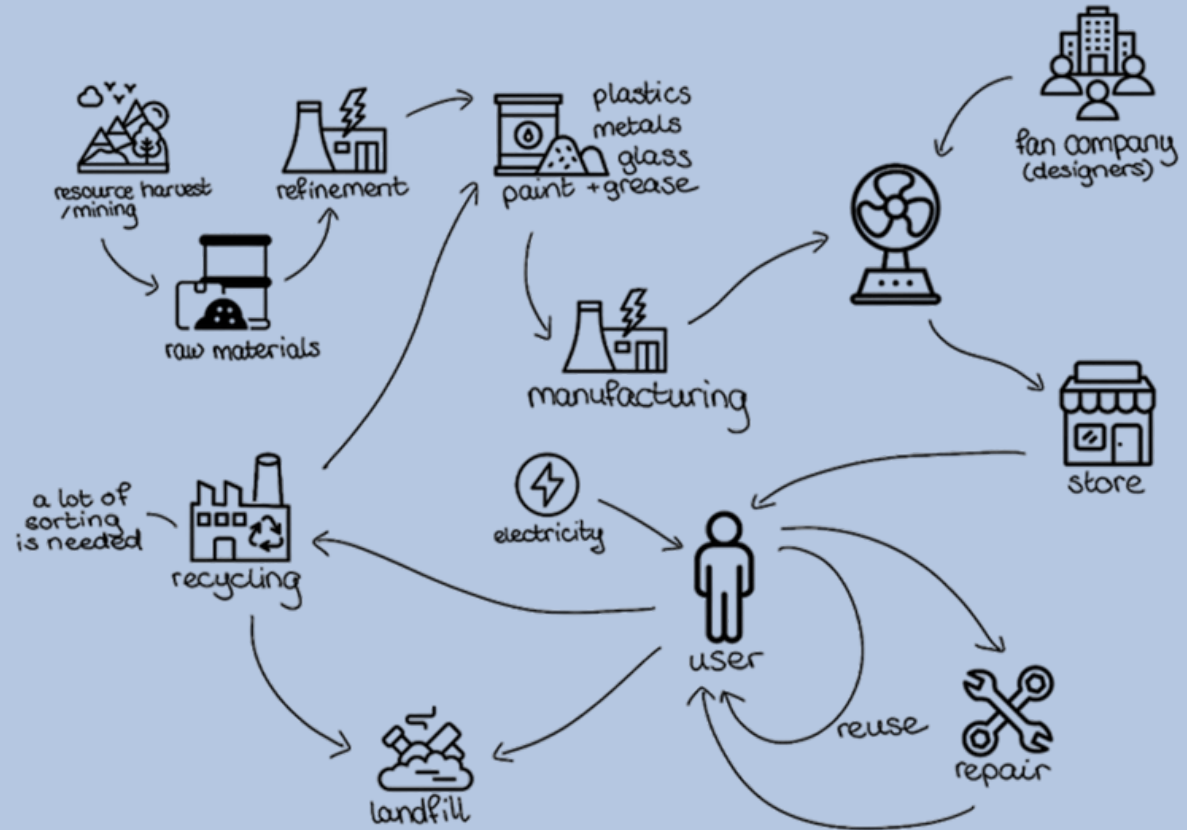 resource harvest
/mining
refinement
plastics
metals
glass
paint + grease
fan company
(designers)
raw materials
manufacturing
store
a lot of
sorting
is needed
recycling
electricity
user
reuse
repair
landfill